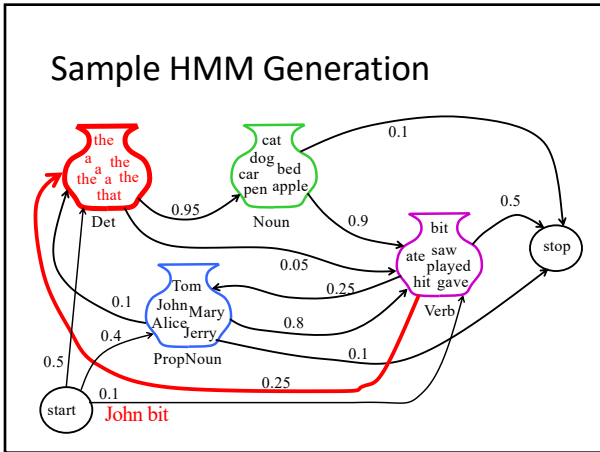 Sample HMM Generation
the
a the
a
the a the
that
Det
cat
dog
car bed
pen apple
Noun
0.1
0.95
0.9
0.5
bit
ate saw
played
hit gave
Verb
stop
0.05
0.25
Tom
John Mary
Alice
Jerry
PropNoun
0.1
0.4
0.8
0.1
0.5
0.25
start
0.1
John bit